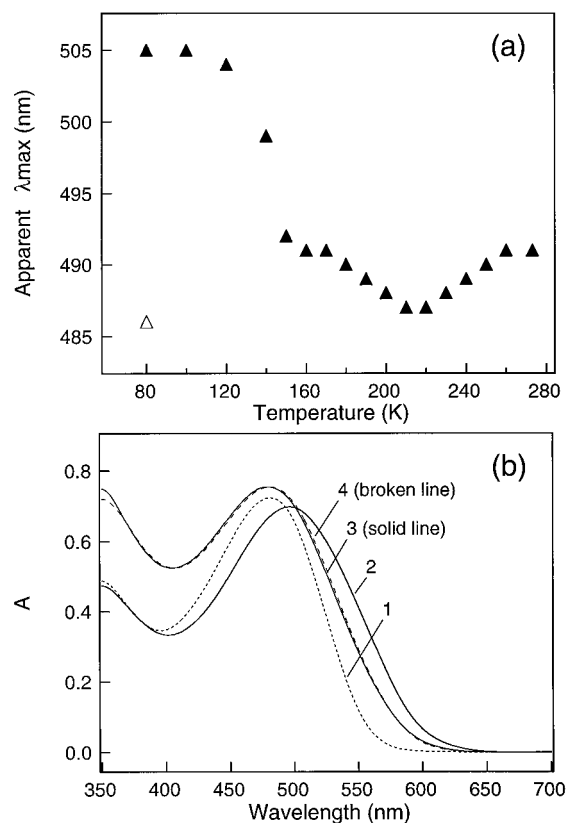 (a)
505
500
495
490
485
Apparent λmax (nm)
80 120 160 200 240 280
Temperature (K)
(b)
0.8
0.6
0.4
0.2
0.0
A
4 (broken line)
3 (solid line)
2
1
350 400 450 500 550 600 650 700
Wavelength (nm)